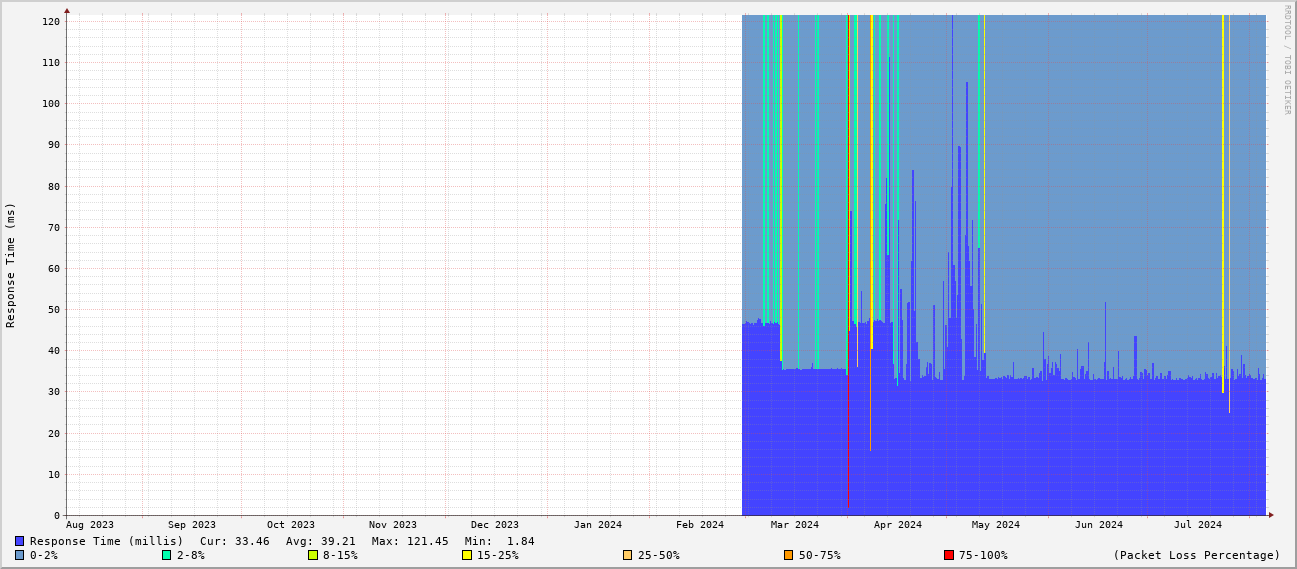 RRDTOOL / TOBI OETIKER
Response Time (ms)
120
110
100
90
80
70
60
50
40
30
20
10
0
Aug 2023 Sep 2023 Oct 2023 Nov 2023 Dec 2023 Jan 2024 Feb 2024 Mar 2024 Apr 2024 May 2024 Jun 2024 Jul 2024
Response Time (millis) Cur: 33.46 Avg: 39.21 Max: 121.45 Min: 1.84
0-2% 2-8% 8-15% 15-25% 25-50% 50-75% 75-100% (Packet Loss Percentage)